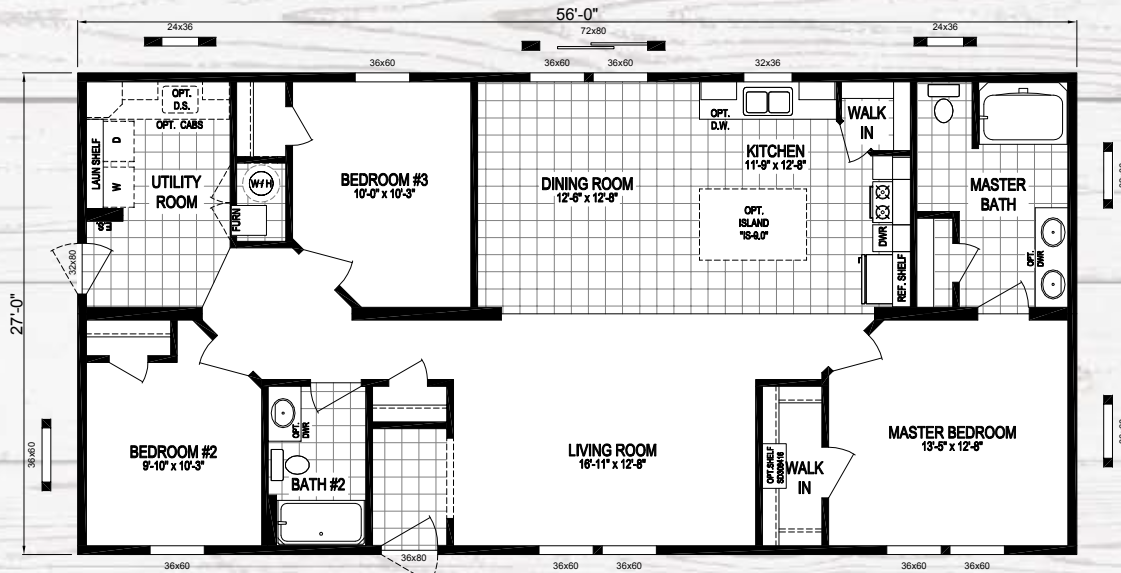 56'-0"
24x36
72x80
24x36
36x60
36x60
36x60
32x36
27'-0"
OPT.
D.S.
OPT. CABS
LAUN SHELF
D
W
UTILITY
ROOM
W/H
FURN
32x80
BEDROOM #3
10'-0" x 10'-3"
DINING ROOM
12'-6" x 12'-8"
OPT.
D.W.
KITCHEN
11'-9" x 12'-8"
OPT.
ISLAND
"IS-9.0"
WALK
IN
DWR
REF. SHELF
MASTER
BATH
OPT.
DWR
BEDROOM #2
9'-10" x 10'-3"
36x60
OPT.
DWR
BATH #2
LIVING ROOM
16'-11" x 12'-8"
WALK
IN
MASTER BEDROOM
13'-5" x 12'-8"
36x60
36x80
36x60
36x60
36x60
36x60